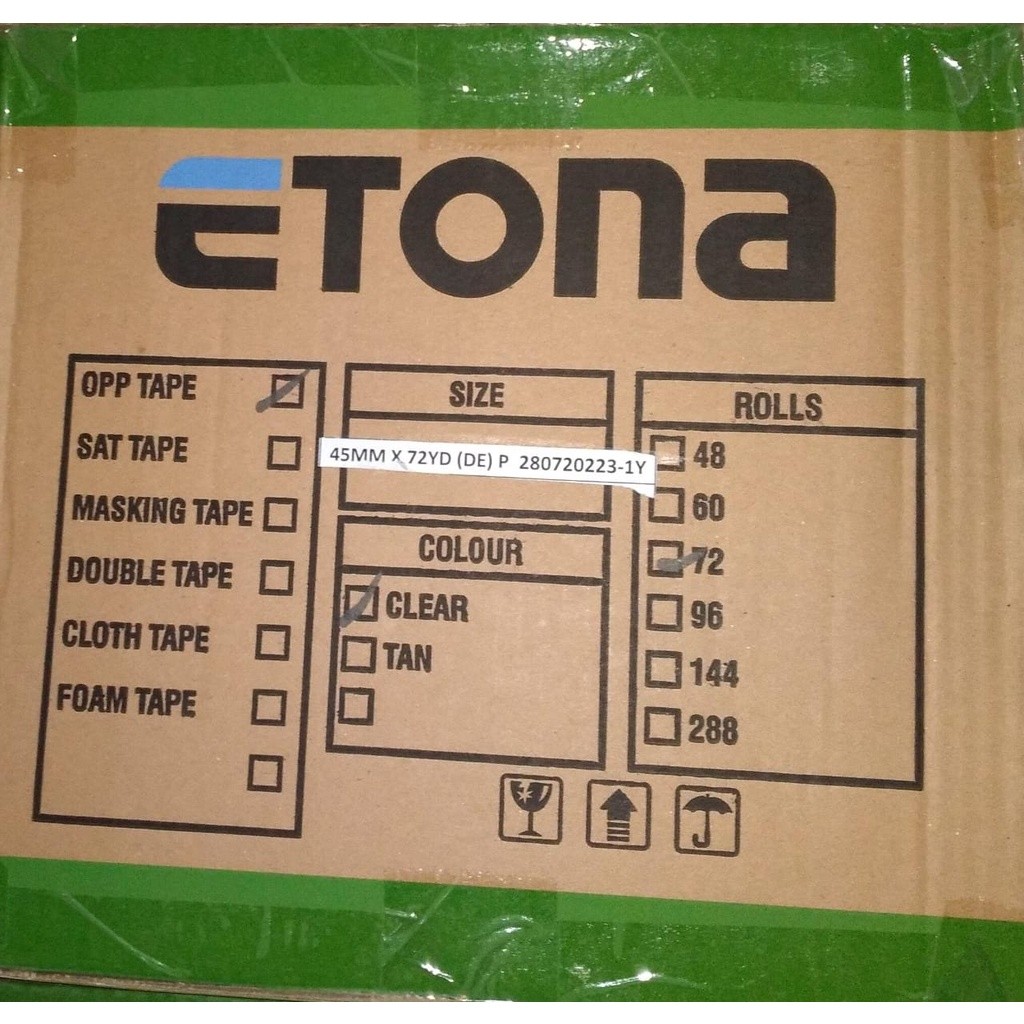 ETONA
OPP TAPE
SAT TAPE
MASKING TAPE
DOUBLE TAPE
CLOTH TAPE
FOAM TAPE
SIZE
45MM X 72YD (DE) P 280720223-1Y
COLOUR
CLEAR
TAN
ROLLS
48
60
72
96
144
288